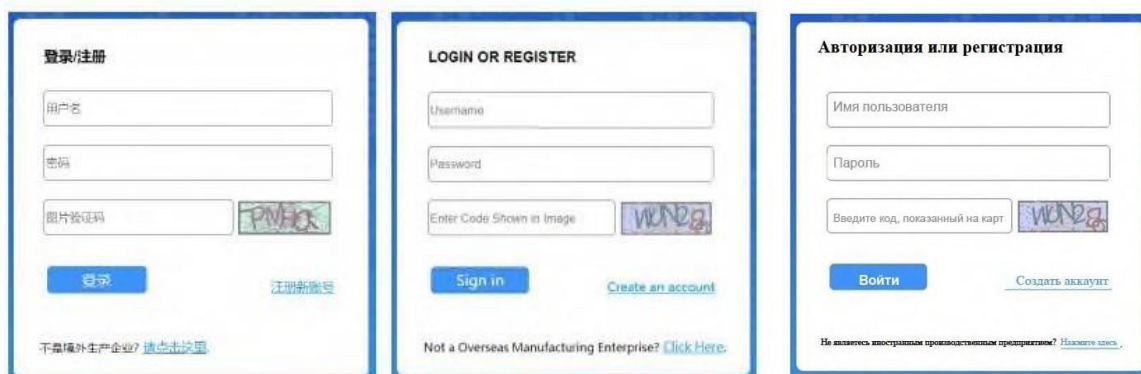 登录/注册
用户名
密码
图片验证码
PMHQ
登录
注册新账号
不是境外生产企业? 请点击这里.
LOGIN OR REGISTER
Username
Password
Enter Code Shown in Image
WUN28
Sign in
Create an account
Not a Overseas Manufacturing Enterprise? Click Here.
Авторизация или регистрация
Имя пользователя
Пароль
Введите код, показанный на карт
WUN28
Войти
Создать аккаунт
Не являетесь иностранным производственным предприятием? Нажмите здесь.